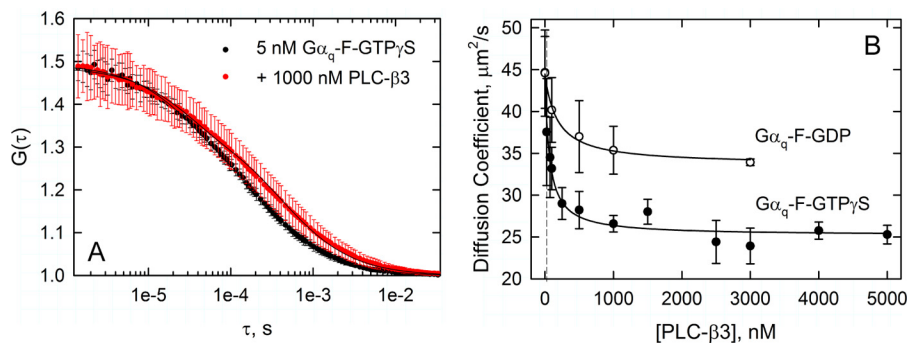 1.6
1.5
1.4
1.3
1.2
1.1
1.0
G(τ)
5 nM Gαq-F-GTPγS
+ 1000 nM PLC-β3
A
1e-5 1e-4 1e-3 1e-2
τ, s
50
45
40
35
30
25
20
Diffusion Coefficient, μm²/s
B
Gαq-F-GDP
Gαq-F-GTPγS
0 1000 2000 3000 4000 5000
[PLC-β3], nM